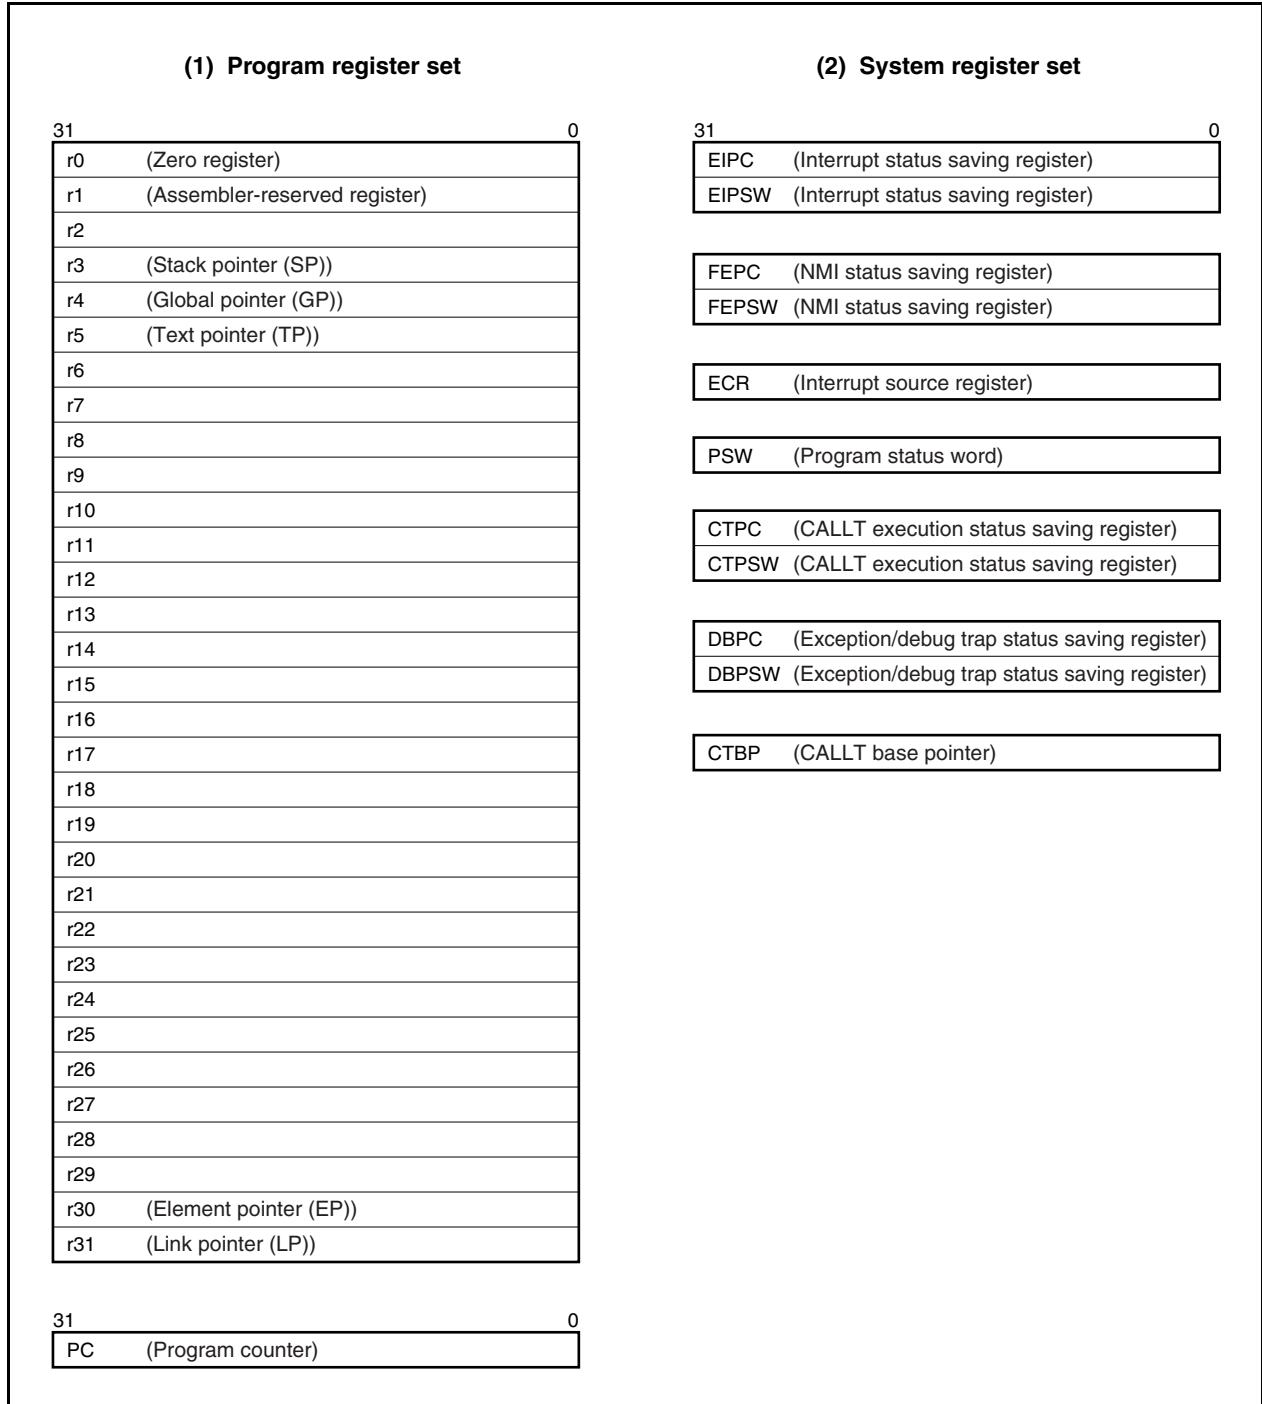 (1) Program register set
31 0
r0 (Zero register)
r1 (Assembler-reserved register)
r2
r3 (Stack pointer (SP))
r4 (Global pointer (GP))
r5 (Text pointer (TP))
r6
r7
r8
r9
r10
r11
r12
r13
r14
r15
r16
r17
r18
r19
r20
r21
r22
r23
r24
r25
r26
r27
r28
r29
r30 (Element pointer (EP))
r31 (Link pointer (LP))
31 0
PC (Program counter)
(2) System register set
31 0
EIPC (Interrupt status saving register)
EIPSW (Interrupt status saving register)
FEPC (NMI status saving register)
FEPSW (NMI status saving register)
ECR (Interrupt source register)
PSW (Program status word)
CTPC (CALLT execution status saving register)
CTPSW (CALLT execution status saving register)
DBPC (Exception/debug trap status saving register)
DBPSW (Exception/debug trap status saving register)
CTBP (CALLT base pointer)